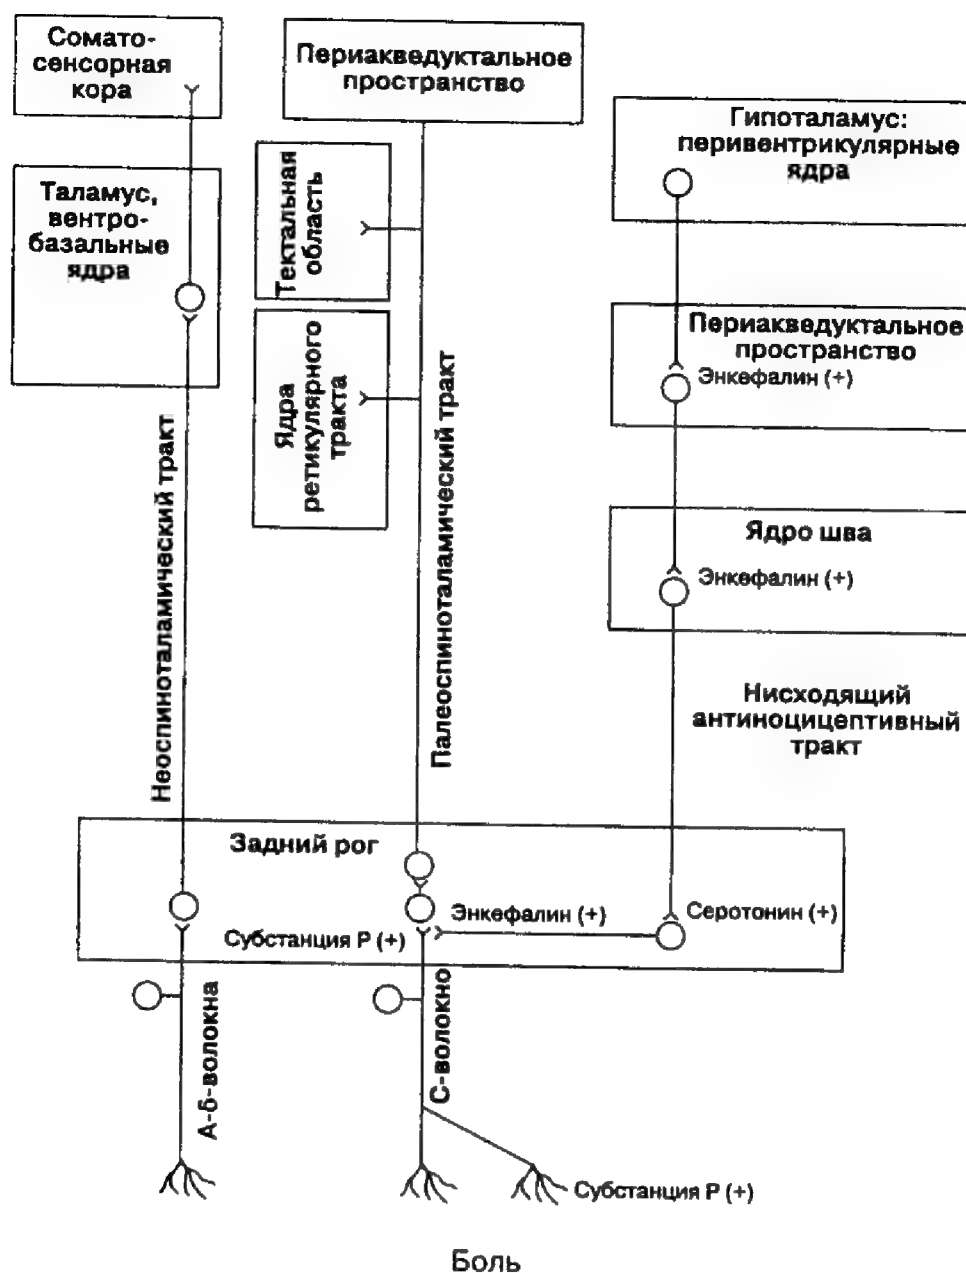 Сомато-
сенсорная
кора
Периакведуктальное
пространство
Гипоталамус:
перивентрикулярные
ядра
Таламус,
вентро-
базальные
ядра
Тектальная
область
Периакведуктальное
пространство
Энкефалин (+)
Ядра
ретикулярного
тракта
Ядро шва
Энкефалин (+)
Неоспиноталамический тракт
Палеоспиноталамический тракт
Нисходящий
антиноцицептивный
тракт
Задний рог
Энкефалин (+)
Серотонин (+)
Субстанция Р (+)
А-б-волокна
С-волокно
Субстанция Р (+)
Боль